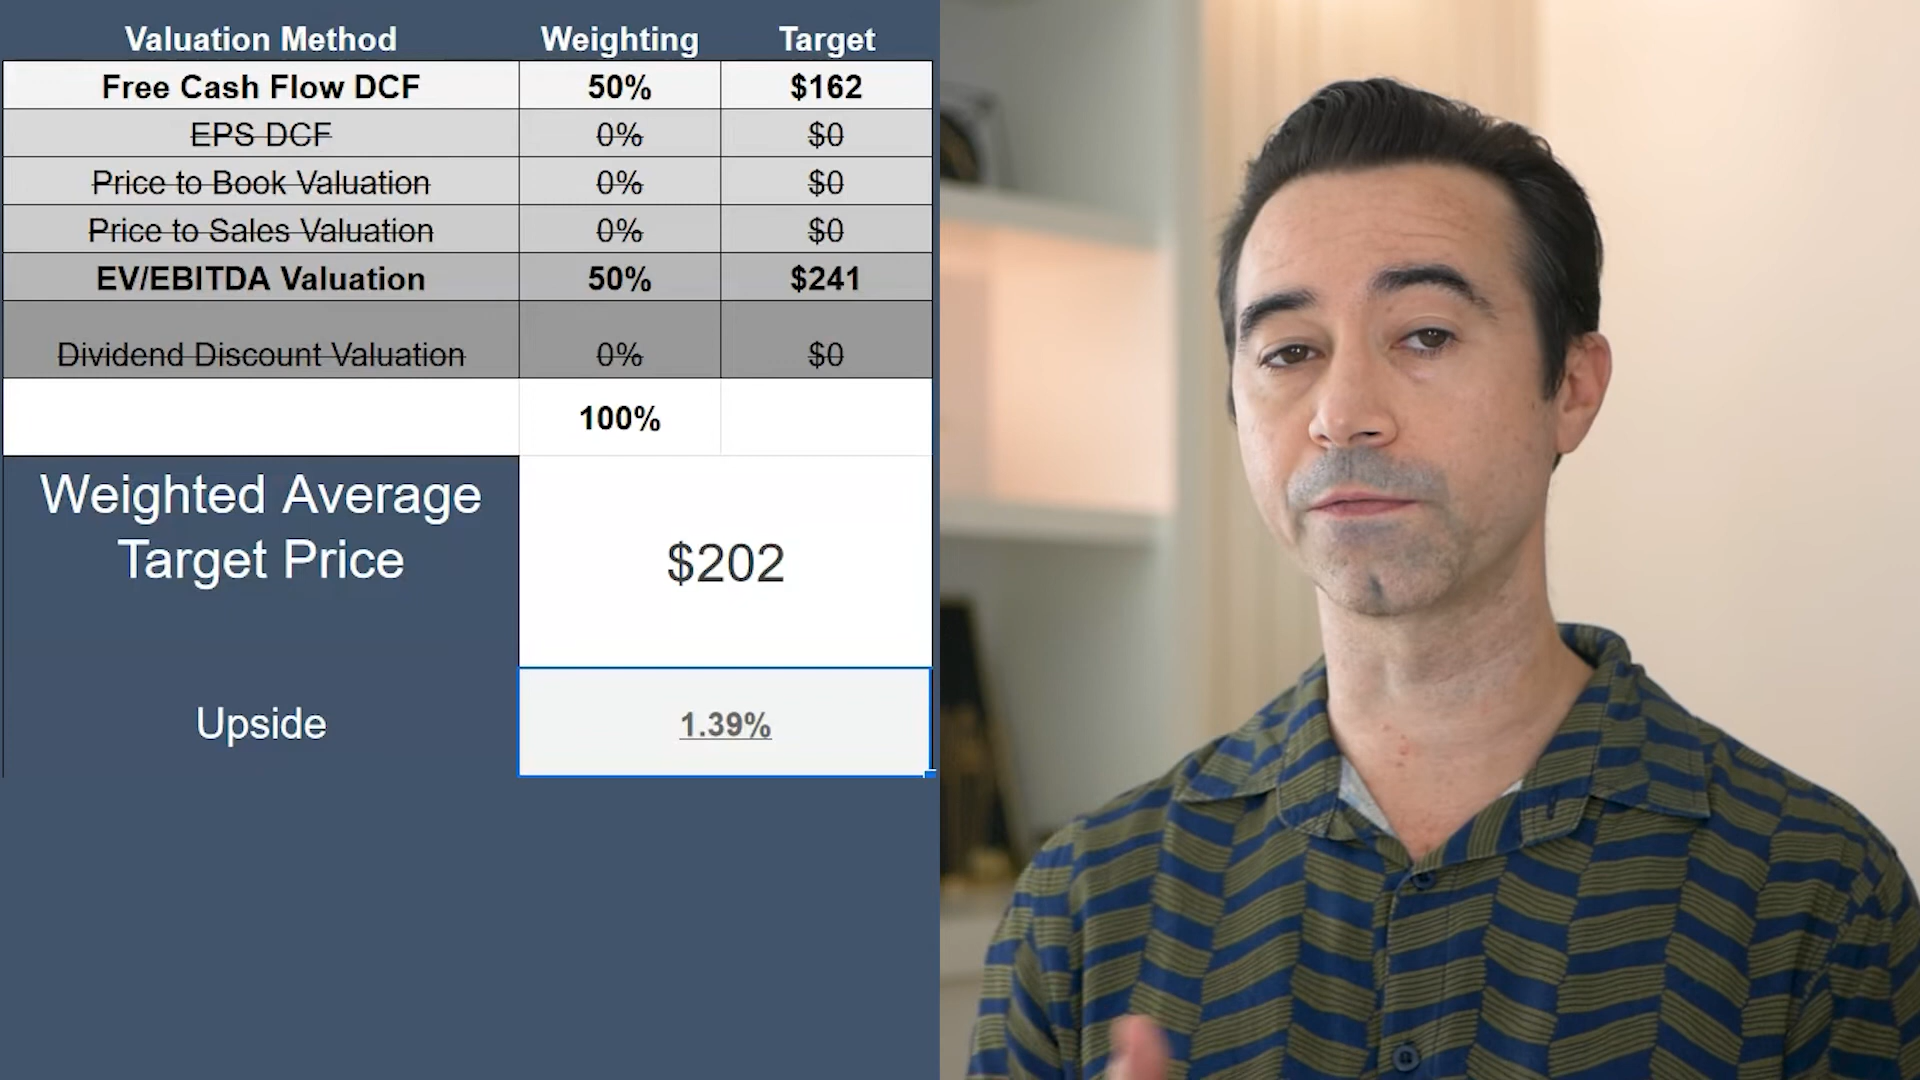 Valuation Method Weighting Target
Free Cash Flow DCF 50% $162
EPS DCF 0% $0
Price to Book Valuation 0% $0
Price to Sales Valuation 0% $0
EV/EBITDA Valuation 50% $241
Dividend Discount Valuation 0% $0
100%
Weighted Average
Target Price
$202
Upside 1.39%